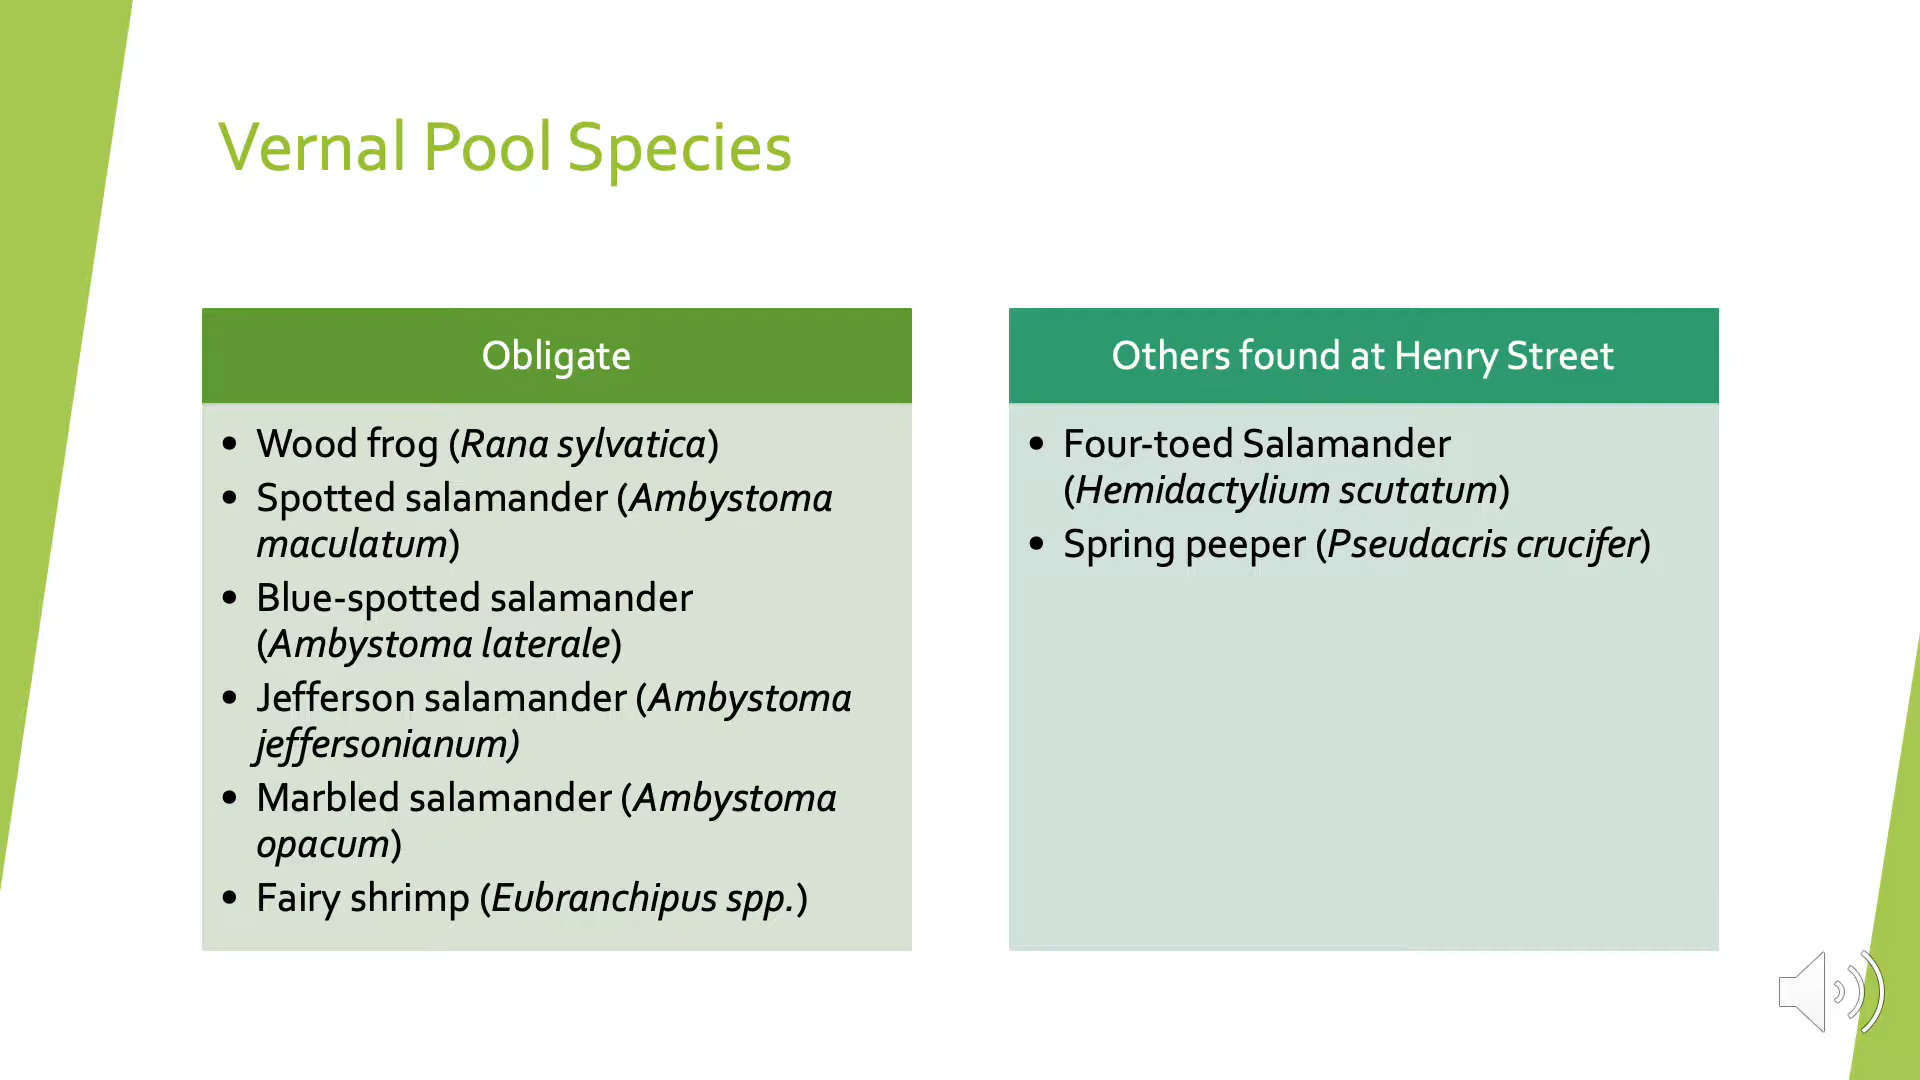 Vernal Pool Species
Obligate
• Wood frog (Rana sylvatica)
• Spotted salamander (Ambystoma
maculatum)
• Blue-spotted salamander
(Ambystoma laterale)
• Jefferson salamander (Ambystoma
jeffersonianum)
• Marbled salamander (Ambystoma
opacum)
• Fairy shrimp (Eubranchipus spp.)
Others found at Henry Street
• Four-toed Salamander
(Hemidactylium scutatum)
• Spring peeper (Pseudacris crucifer)